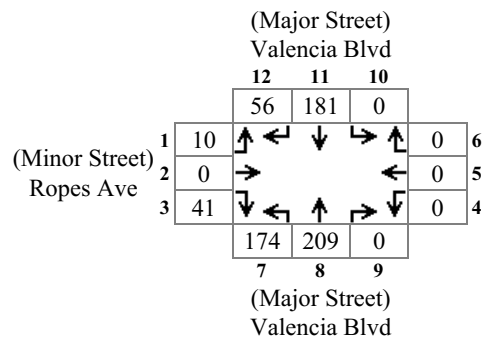 (Major Street)
Valencia Blvd
12 11 10
56 181 0
1 10 0 6
(Minor Street)
2 0 0 5
Ropes Ave
3 41 0 4
174 209 0
7 8 9
(Major Street)
Valencia Blvd